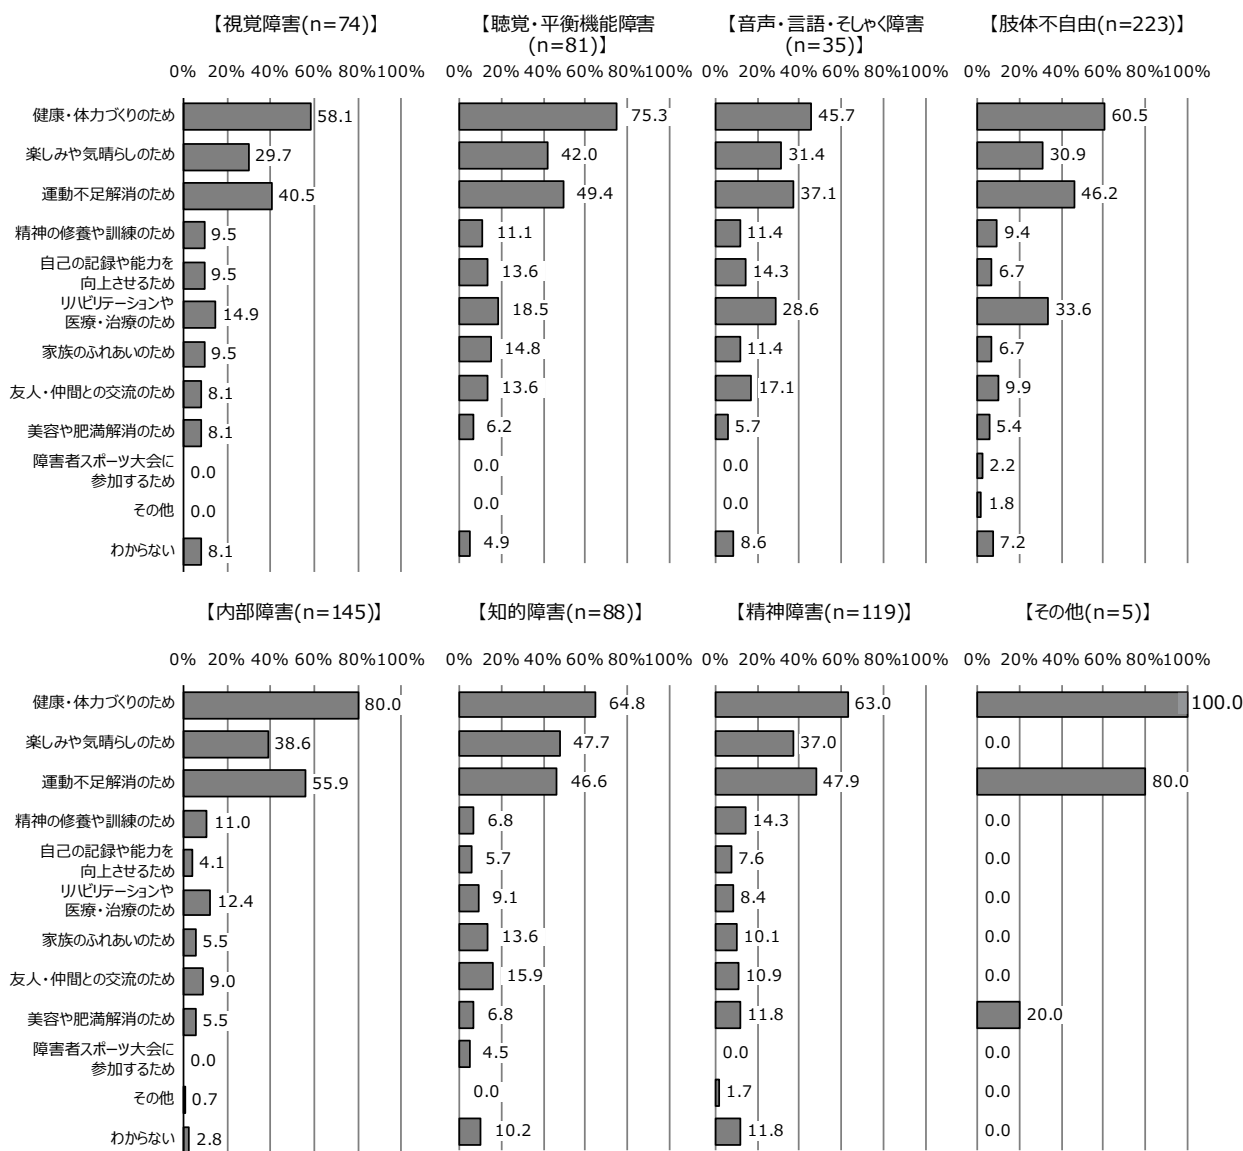 【視覚障害(n=74)】
【聴覚・平衡機能障害
(n=81)】
【音声・言語・そしゃく障害
(n=35)】
【肢体不自由(n=223)】
0% 20% 40% 60% 80% 100%
0% 20% 40% 60% 80% 100%
0% 20% 40% 60% 80% 100%
0% 20% 40% 60% 80% 100%
健康・体力づくりのため 58.1 75.3 45.7 60.5
楽しみや気晴らしのため 29.7 42.0 31.4 30.9
運動不足解消のため 40.5 49.4 37.1 46.2
精神の修養や訓練のため 9.5 11.1 11.4 9.4
自己の記録や能力を
向上させるため 9.5 13.6 14.3 6.7
リハビリテーションや
医療・治療のため 14.9 18.5 28.6 33.6
家族のふれあいのため 9.5 14.8 11.4 6.7
友人・仲間との交流のため 8.1 13.6 17.1 9.9
美容や肥満解消のため 8.1 6.2 5.7 5.4
障害者スポーツ大会に
参加するため 0.0 0.0 0.0 2.2
その他 0.0 0.0 0.0 1.8
わからない 8.1 4.9 8.6 7.2
【内部障害(n=145)】
【知的障害(n=88)】
【精神障害(n=119)】
【その他(n=5)】
0% 20% 40% 60% 80% 100%
0% 20% 40% 60% 80% 100%
0% 20% 40% 60% 80% 100%
0% 20% 40% 60% 80% 100%
健康・体力づくりのため 80.0 64.8 63.0 100.0
楽しみや気晴らしのため 38.6 47.7 37.0 0.0
運動不足解消のため 55.9 46.6 47.9 80.0
精神の修養や訓練のため 11.0 6.8 14.3 0.0
自己の記録や能力を
向上させるため 4.1 5.7 7.6 0.0
リハビリテーションや
医療・治療のため 12.4 9.1 8.4 0.0
家族のふれあいのため 5.5 13.6 10.1 0.0
友人・仲間との交流のため 9.0 15.9 10.9 0.0
美容や肥満解消のため 5.5 6.8 11.8 20.0
障害者スポーツ大会に
参加するため 0.0 4.5 0.0 0.0
その他 0.7 0.0 1.7 0.0
わからない 2.8 10.2 11.8 0.0